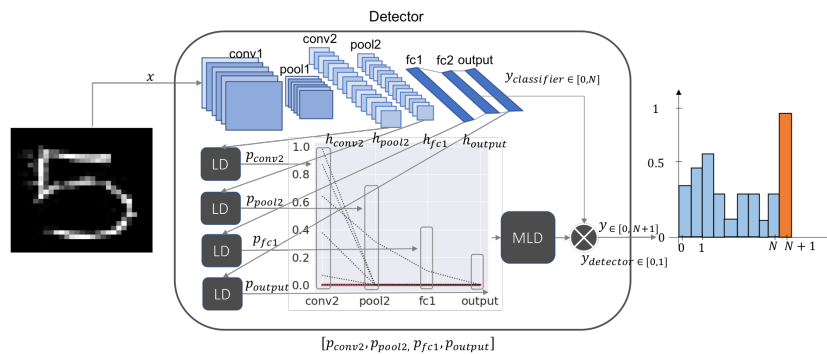 Detector
conv1
pool1
conv2
pool2
fc1
fc2
output
x
y_classifier ∈ [0,N]
LD
p_conv2
LD
p_pool2
LD
p_fc1
LD
p_output
h_conv2
h_pool2
h_fc1
h_output
1.0
0.8
0.6
0.4
0.2
0.0
conv2
pool2
fc1
output
MLD
y ∈ [0,N+1]
y_detector ∈ [0,1]
1
0.5
0
0
1
N
N + 1
[p_conv2, p_pool2, p_fc1, p_output]